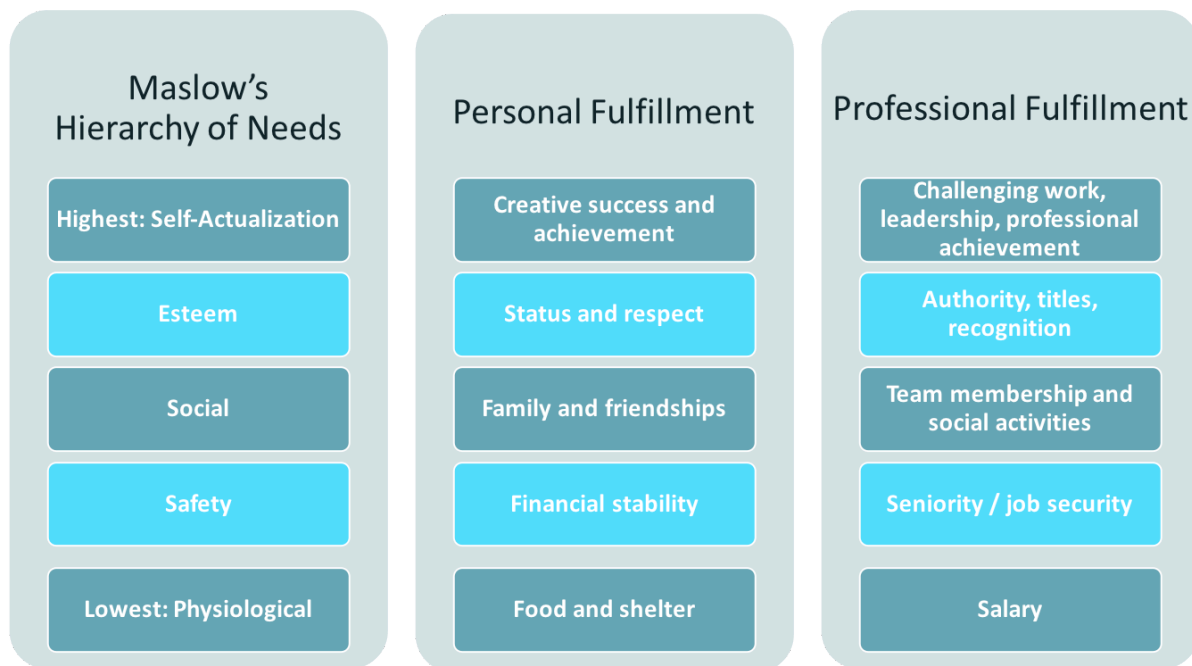 Maslow’s
Hierarchy of Needs
Highest: Self-Actualization
Esteem
Social
Safety
Lowest: Physiological
Personal Fulfillment
Creative success and
achievement
Status and respect
Family and friendships
Financial stability
Food and shelter
Professional Fulfillment
Challenging work,
leadership, professional
achievement
Authority, titles,
recognition
Team membership and
social activities
Seniority / job security
Salary